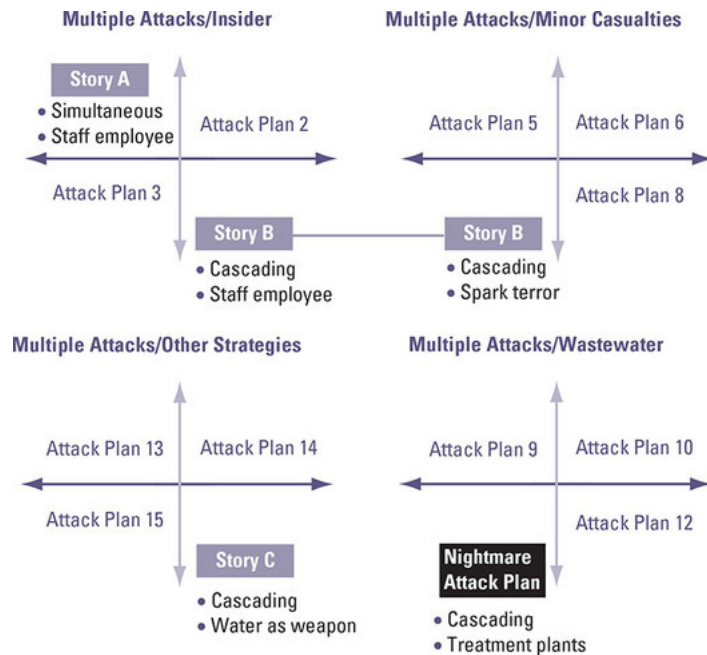 Multiple Attacks/Insider
Story A
• Simultaneous
• Staff employee
Attack Plan 2
Attack Plan 3
Story B
• Cascading
• Staff employee
Multiple Attacks/Minor Casualties
Attack Plan 5
Attack Plan 6
Attack Plan 8
Story B
• Cascading
• Spark terror
Multiple Attacks/Other Strategies
Attack Plan 13
Attack Plan 14
Attack Plan 15
Story C
• Cascading
• Water as weapon
Multiple Attacks/Wastewater
Attack Plan 9
Attack Plan 10
Attack Plan 12
Nightmare
Attack Plan
• Cascading
• Treatment plants